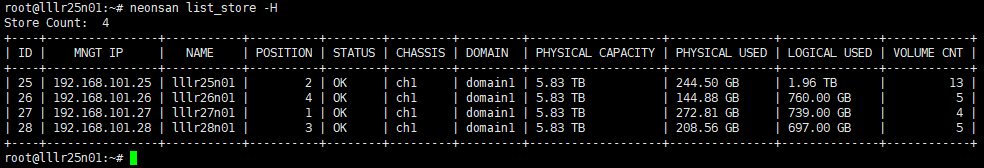 root@lllr25n01:~# neonsan list_store -H
Store Count:  4
+----+----------------+-----------+----------+--------+---------+---------+-------------------+---------------+--------------+------------+
| ID |    MNGT IP     |   NAME    | POSITION | STATUS | CHASSIS | DOMAIN  | PHYSICAL CAPACITY | PHYSICAL USED | LOGICAL USED | VOLUME CNT |
+----+----------------+-----------+----------+--------+---------+---------+-------------------+---------------+--------------+------------+
| 25 | 192.168.101.25 | lllr25n01 |        2 | OK     | ch1     | domain1 | 5.83 TB           | 244.50 GB     | 1.96 TB      |         13 |
| 26 | 192.168.101.26 | lllr26n01 |        4 | OK     | ch1     | domain1 | 5.83 TB           | 144.88 GB     | 760.00 GB    |          5 |
| 27 | 192.168.101.27 | lllr27n01 |        1 | OK     | ch1     | domain1 | 5.83 TB           | 272.81 GB     | 739.00 GB    |          4 |
| 28 | 192.168.101.28 | lllr28n01 |        3 | OK     | ch1     | domain1 | 5.83 TB           | 208.56 GB     | 697.00 GB    |          5 |
+----+----------------+-----------+----------+--------+---------+---------+-------------------+---------------+--------------+------------+
root@lllr25n01:~#